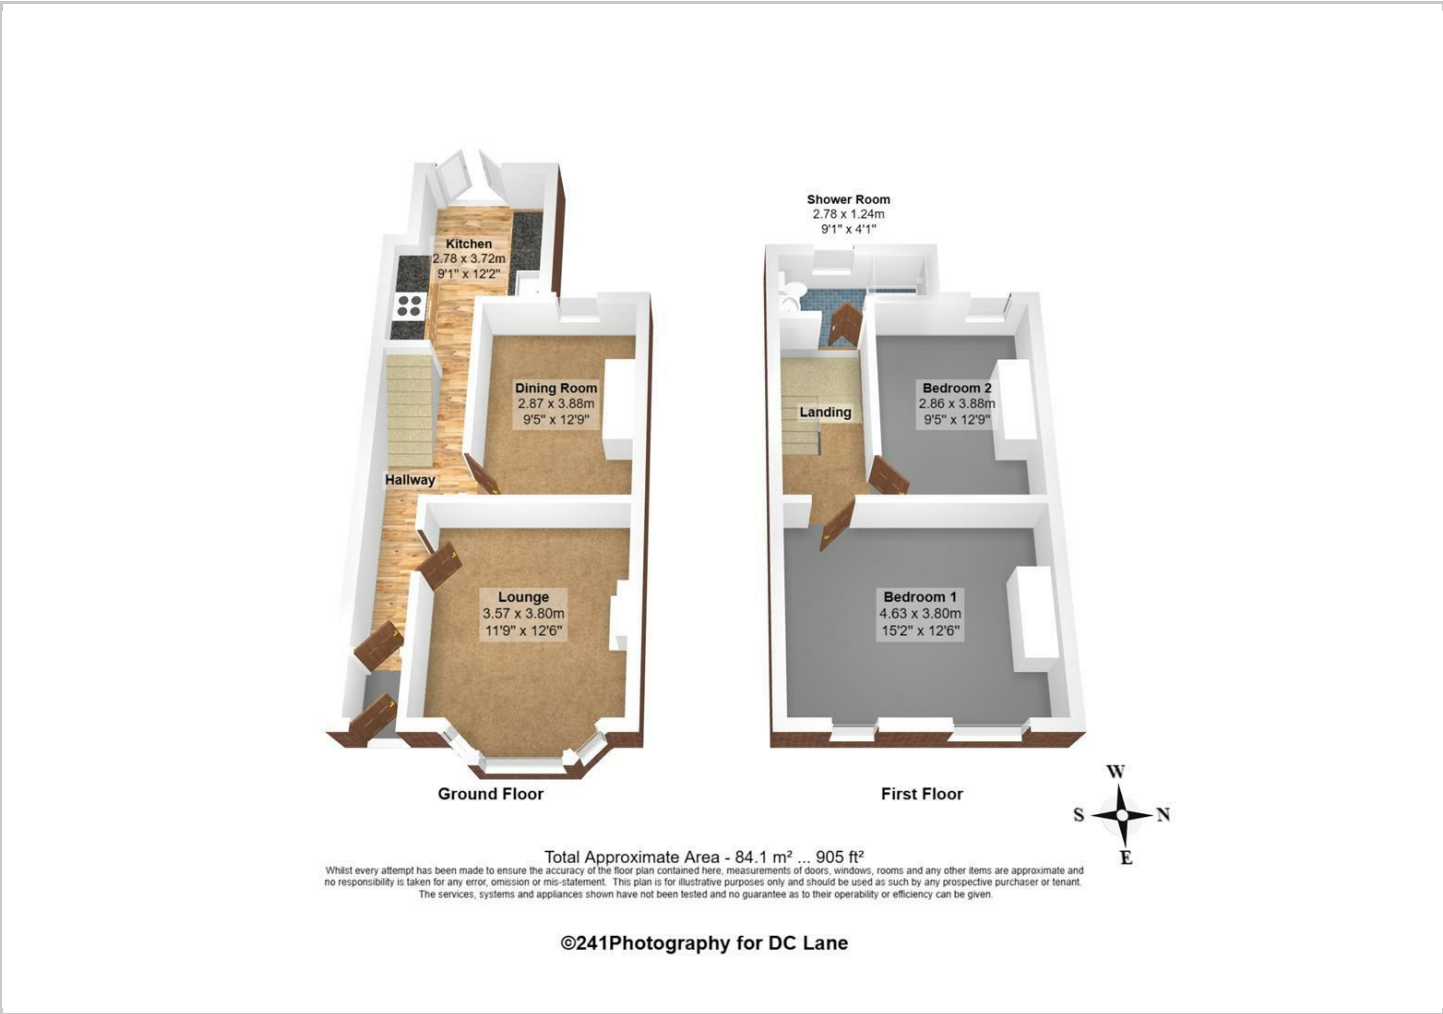 Shower Room
2.78 x 1.24m
9'1" x 4'1"
Kitchen
2.78 x 3.72m
9'1" x 12'2"
Dining Room
2.87 x 3.88m
9'5" x 12'9"
Hallway
Lounge
3.57 x 3.80m
11'9" x 12'6"
Ground Floor
Landing
Bedroom 2
2.86 x 3.88m
9'5" x 12'9"
Bedroom 1
4.63 x 3.80m
15'2" x 12'6"
First Floor
W
S N
E
Total Approximate Area - 84.1 m² ... 905 ft²
Whilst every attempt has been made to ensure the accuracy of the floor plan contained here, measurements of doors, windows, rooms and any other items are approximate and
no responsibility is taken for any error, omission or mis-statement. This plan is for illustrative purposes only and should be used as such by any prospective purchaser or tenant.
The services, systems and appliances shown have not been tested and no guarantee as to their operability or efficiency can be given.
©241Photography for DC Lane